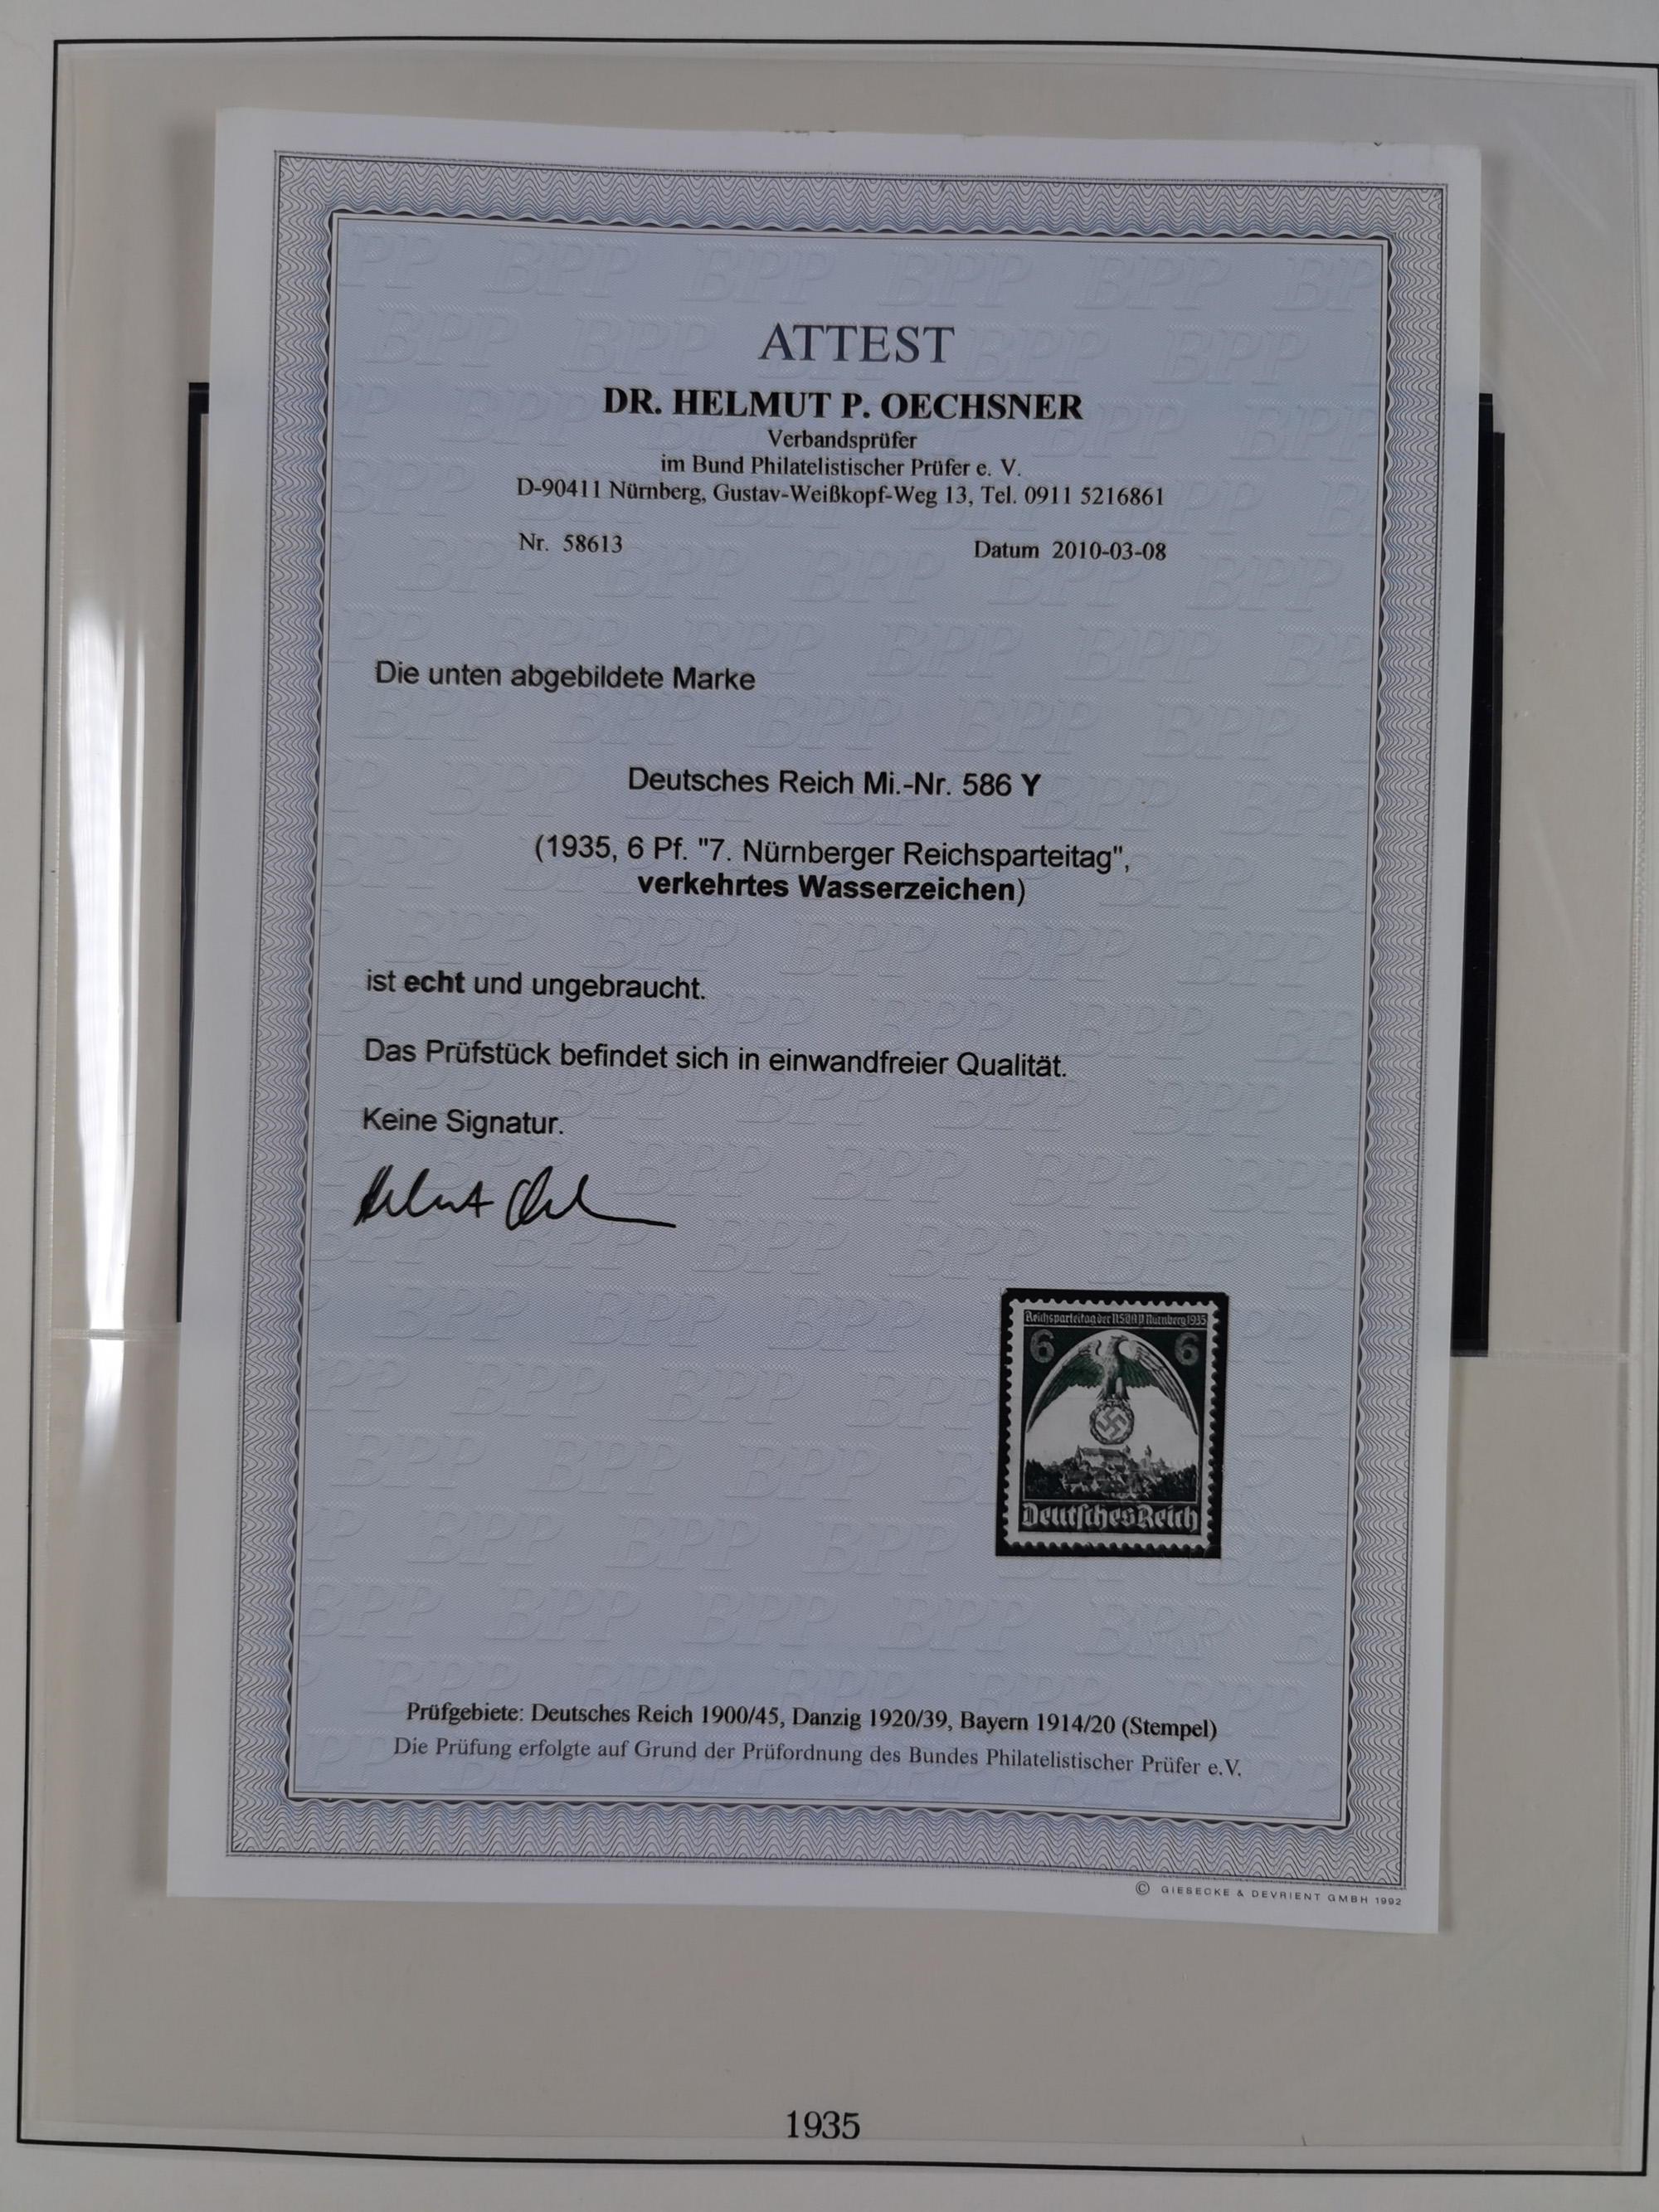 ATTEST
DR. HELMUT P. OECHSNER
Verbandsprüfer
im Bund Philatelistischer Prüfer e. V.
D-90411 Nürnberg, Gustav-Weißkopf-Weg 13, Tel. 0911 5216861
Nr. 58613 Datum 2010-03-08
Die unten abgebildete Marke
Deutsches Reich Mi.-Nr. 586 Y
(1935, 6 Pf. "7. Nürnberger Reichsparteitag",
verkehrtes Wasserzeichen)
ist echt und ungebraucht.
Das Prüfstück befindet sich in einwandfreier Qualität.
Keine Signatur.
Reichsparteitag der NSDAP Nürnberg 1935
6 6
Deutsches Reich
Prüfgebiete: Deutsches Reich 1900/45, Danzig 1920/39, Bayern 1914/20 (Stempel)
Die Prüfung erfolgte auf Grund der Prüfordnung des Bundes Philatelistischer Prüfer e.V.
© GIESECKE & DEVRIENT GMBH 1992
1935